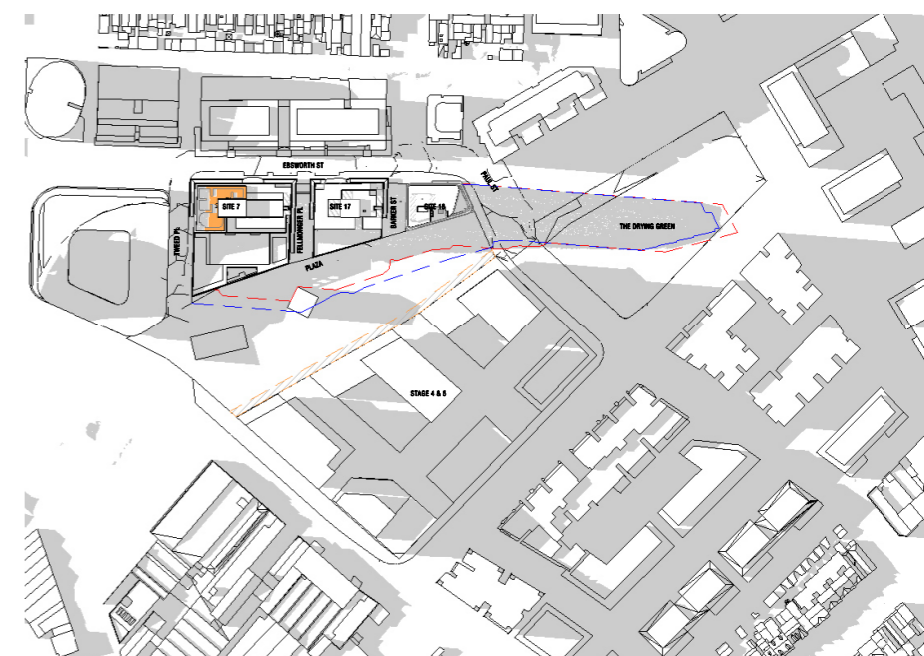 EBSWORTH ST
PAUL ST
SITE 7
SITE 17
SITE 18
TWEED PL
FELLMONGER PL
BARKER ST
THE DRYING GREEN
PLAZA
STAGE 4 & 5